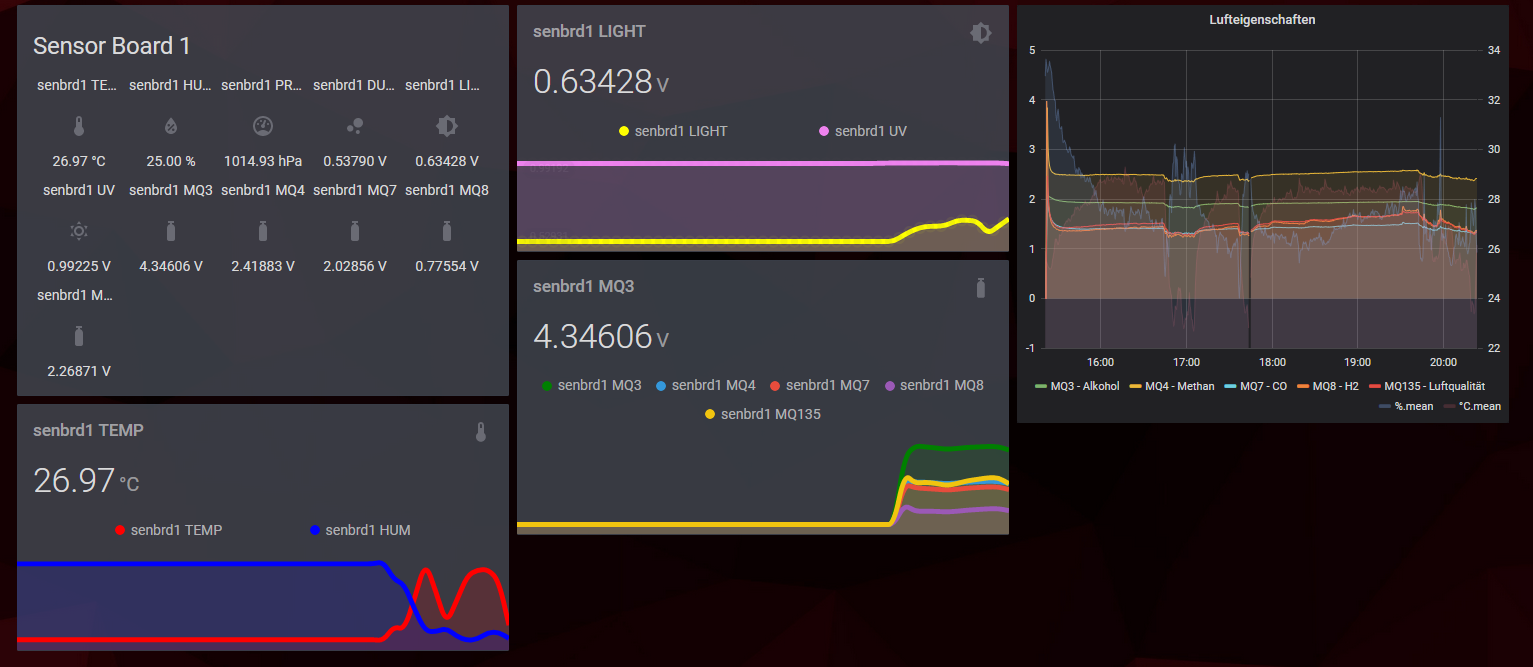 Sensor Board 1
senbrd1 TE... senbrd1 HU... senbrd1 PR... senbrd1 DU... senbrd1 LI...
26.97 °C 25.00 % 1014.93 hPa 0.53790 V 0.63428 V
senbrd1 UV senbrd1 MQ3 senbrd1 MQ4 senbrd1 MQ7 senbrd1 MQ8
0.99225 V 4.34606 V 2.41883 V 2.02856 V 0.77554 V
senbrd1 M...
2.26871 V
senbrd1 TEMP
26.97 °C
senbrd1 TEMP senbrd1 HUM
senbrd1 LIGHT
0.63428 V
senbrd1 LIGHT senbrd1 UV
senbrd1 MQ3
4.34606 V
senbrd1 MQ3 senbrd1 MQ4 senbrd1 MQ7 senbrd1 MQ8
senbrd1 MQ135
Lufteigenschaften
5 34
4 32
3 30
2 28
1 26
0 24
-1 22
16:00 17:00 18:00 19:00 20:00
MQ3 - Alkohol MQ4 - Methan MQ7 - CO MQ8 - H2 MQ135 - Luftqualität
%.mean °C.mean